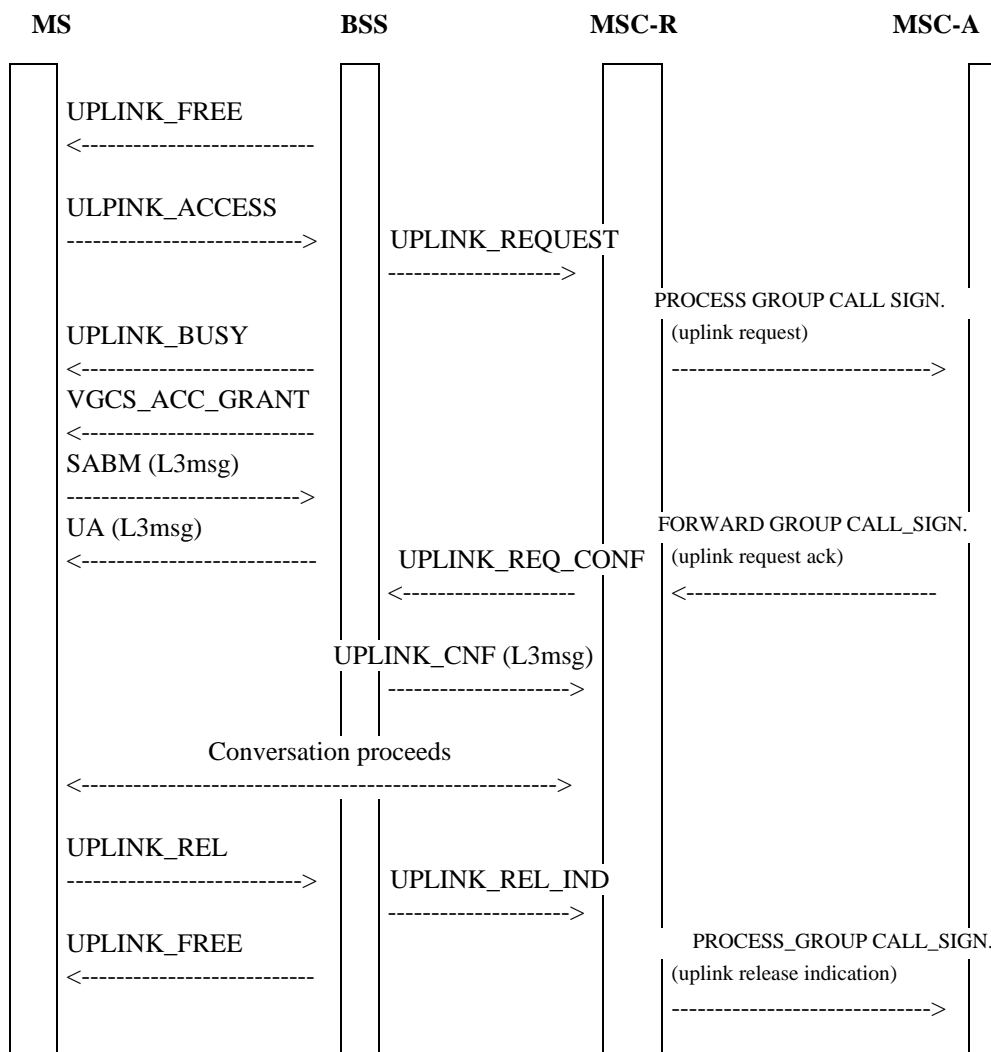 MS BSS MSC-R MSC-A
UPLINK_FREE
<---------------------------
ULPINK_ACCESS
---------------------------> UPLINK_REQUEST
-------------------->
PROCESS GROUP CALL SIGN.
UPLINK_BUSY (uplink request)
<--------------------------- ------------------------------>
VGCS_ACC_GRANT
<---------------------------
SABM (L3msg)
--------------------------->
UA (L3msg) FORWARD GROUP CALL_SIGN.
<--------------------------- UPLINK_REQ_CONF (uplink request ack)
<-------------------- <-----------------------------
UPLINK_CNF (L3msg)
--------------------->
Conversation proceeds
<------------------------------------------------------->
UPLINK_REL
---------------------------> UPLINK_REL_IND
--------------------->
UPLINK_FREE PROCESS_GROUP CALL_SIGN.
<--------------------------- (uplink release indication)
------------------------------>